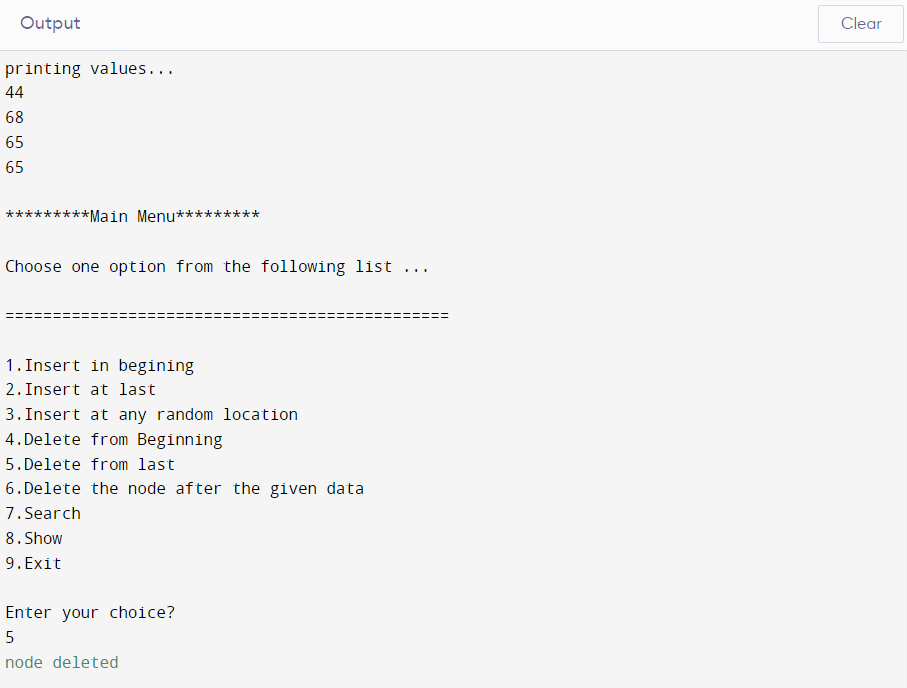 Output
Clear
printing values...
44
68
65
65
*********Main Menu*********
Choose one option from the following list ...
===============================================
1.Insert in begining
2.Insert at last
3.Insert at any random location
4.Delete from Beginning
5.Delete from last
6.Delete the node after the given data
7.Search
8.Show
9.Exit
Enter your choice?
5
node deleted